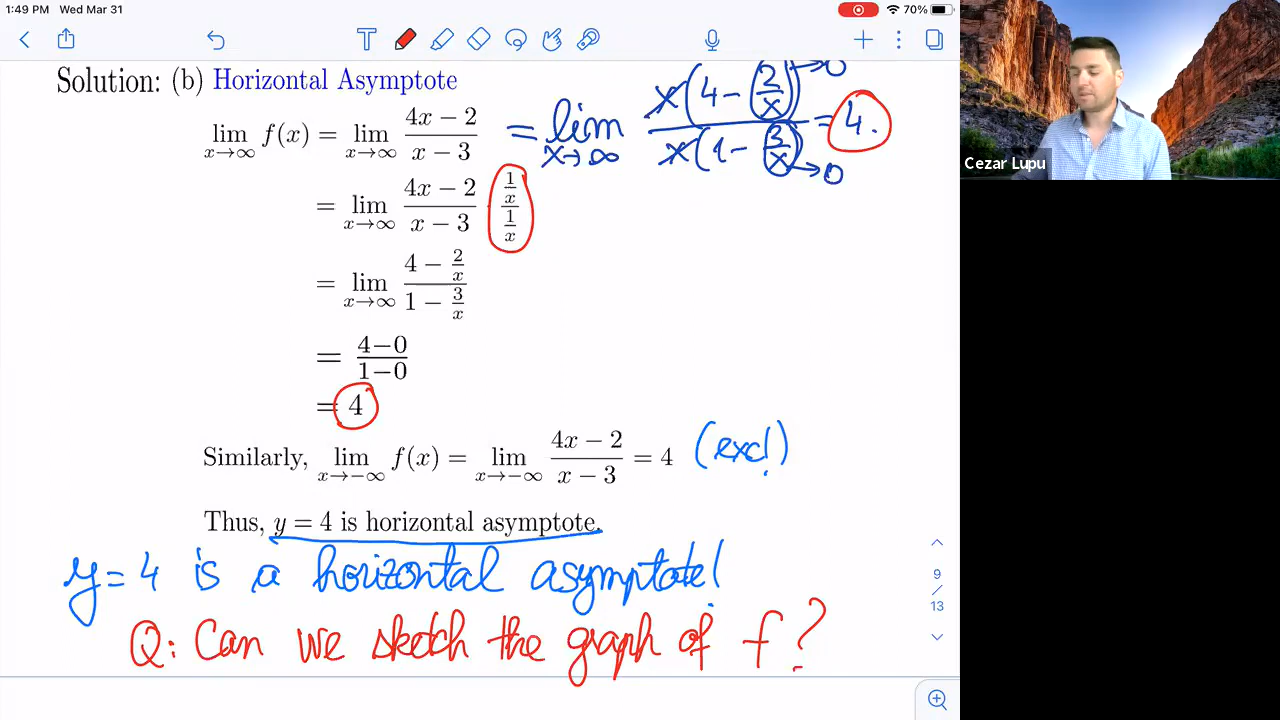 1:49 PM Wed Mar 31
70%
Solution: (b) Horizontal Asymptote
lim x→∞ f(x) = lim x→∞ (4x − 2)/(x − 3) = lim x→∞ x(4 − 2/x)→0 / x(1 − 3/x)→0 = 4.
= lim x→∞ (4x − 2)/(x − 3) (1/x)/(1/x)
= lim x→∞ (4 − 2/x)/(1 − 3/x)
= (4−0)/(1−0)
= 4
Similarly, lim x→−∞ f(x) = lim x→−∞ (4x − 2)/(x − 3) = 4 (exc!)
Thus, y = 4 is horizontal asymptote.
y = 4 is a horizontal asymptote!
Q: Can we sketch the graph of f?
9
/
13
Cezar Lupu